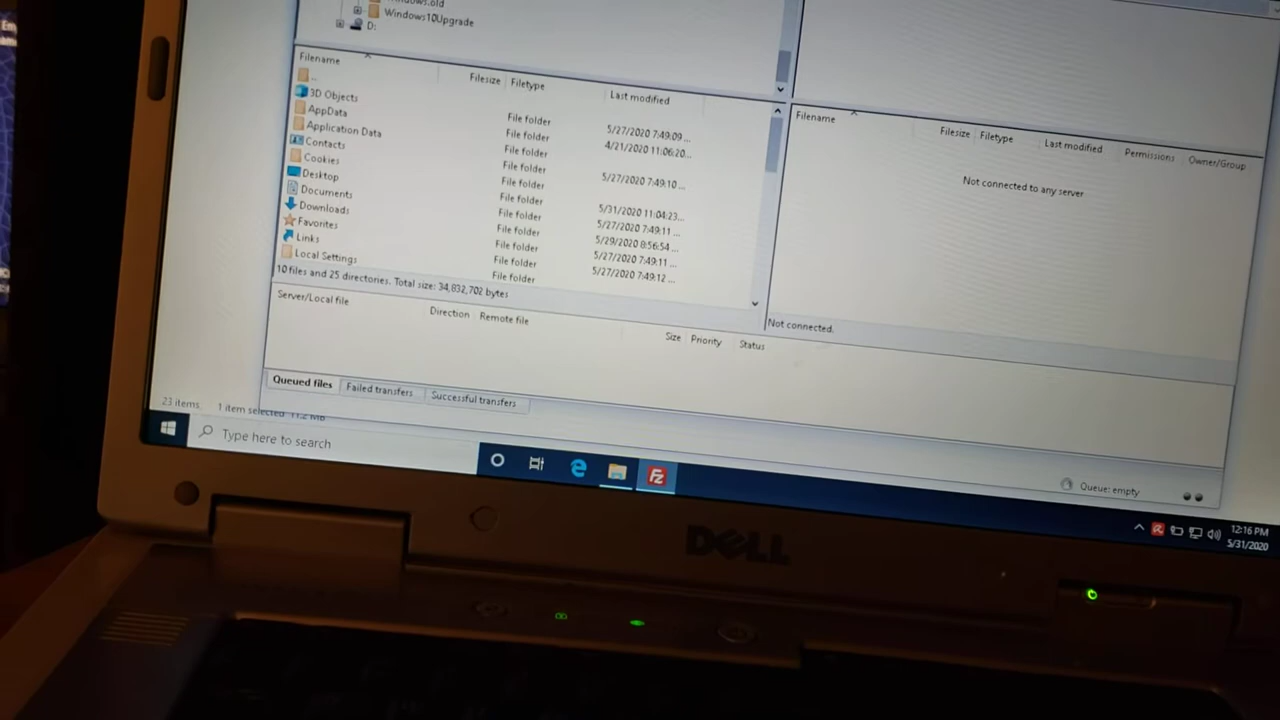 Windows10Upgrade
D:
Filename Filesize Filetype Last modified
..
3D Objects File folder 5/27/2020 7:49:09 ...
AppData File folder 4/21/2020 11:06:20...
Application Data File folder
Contacts File folder 5/27/2020 7:49:10 ...
Cookies File folder
Desktop File folder 5/31/2020 11:04:23...
Documents File folder 5/27/2020 7:49:11 ...
Downloads File folder 5/29/2020 8:56:54 ...
Favorites File folder 5/27/2020 7:49:11 ...
Links File folder 5/27/2020 7:49:12 ...
Local Settings File folder
10 files and 25 directories. Total size: 34,832,702 bytes
Filename Filesize Filetype Last modified Permissions Owner/Group
Not connected to any server
Not connected.
Server/Local file Direction Remote file Size Priority Status
Queued files Failed transfers Successful transfers
23 items 1 item selected 11.2 MB
Queue: empty
Type here to search
12:16 PM
5/31/2020
DELL